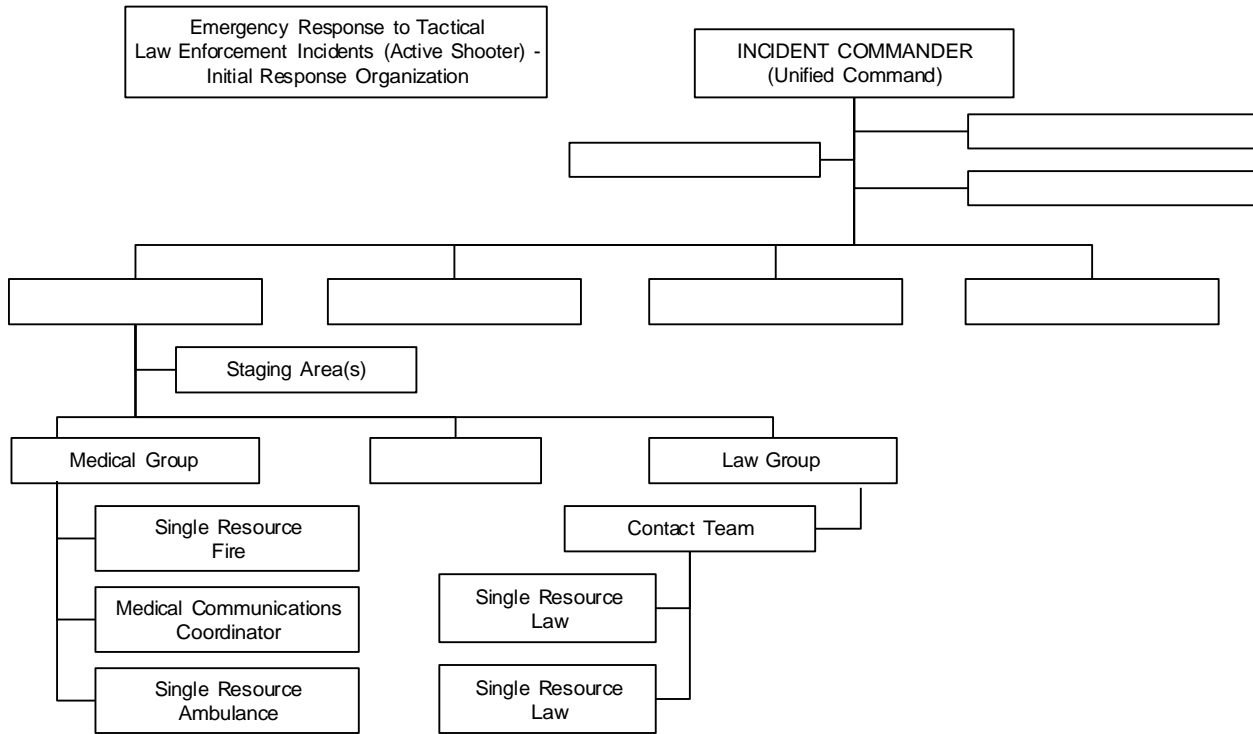 Emergency Response to Tactical
Law Enforcement Incidents (Active Shooter) -
Initial Response Organization
INCIDENT COMMANDER
(Unified Command)
Staging Area(s)
Medical Group
Law Group
Single Resource
Fire
Contact Team
Medical Communications
Coordinator
Single Resource
Law
Single Resource
Ambulance
Single Resource
Law